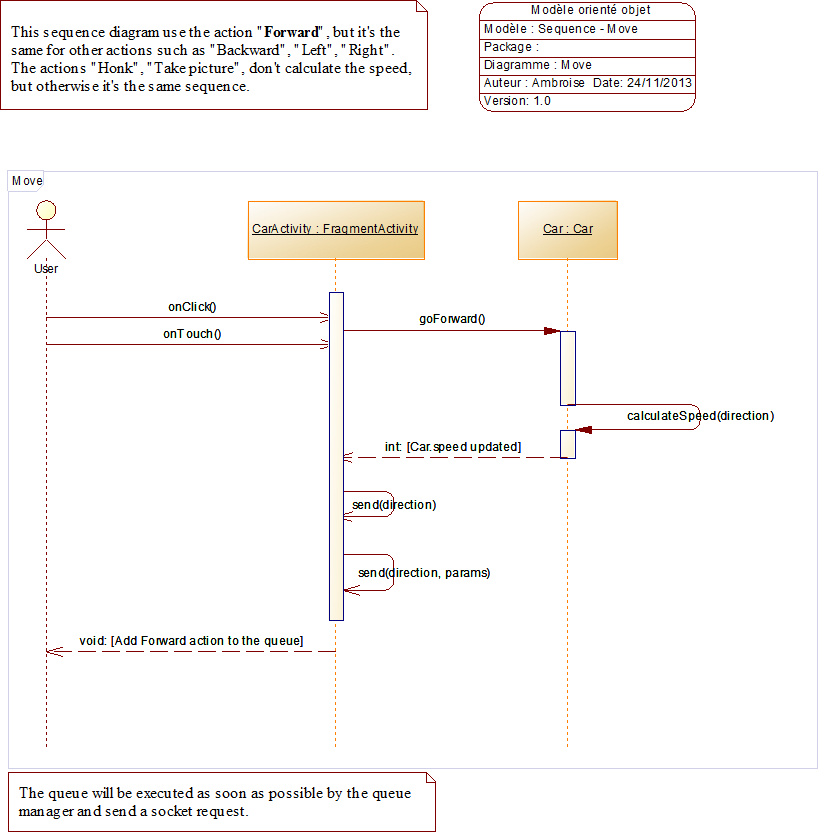 This sequence diagram use the action "Forward", but it's the
same for other actions such as "Backward", "Left", "Right".
The actions "Honk", "Take picture", don't calculate the speed,
but otherwise it's the same sequence.
Modèle orienté objet
Modèle : Sequence - Move
Package :
Diagramme : Move
Auteur : Ambroise Date: 24/11/2013
Version: 1.0
Move
User
CarActivity : FragmentActivity
Car : Car
onClick()
goForward()
onTouch()
calculateSpeed(direction)
int: [Car.speed updated]
send(direction)
send(direction, params)
void: [Add Forward action to the queue]
The queue will be executed as soon as possible by the queue
manager and send a socket request.